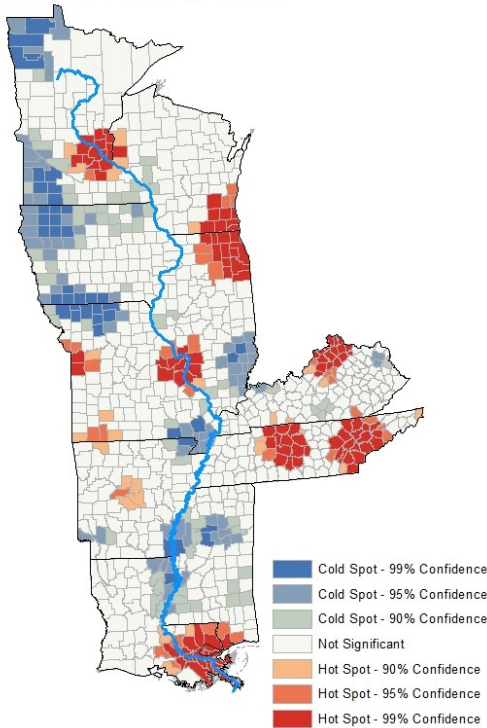 Cold Spot - 99% Confidence
Cold Spot - 95% Confidence
Cold Spot - 90% Confidence
Not Significant
Hot Spot - 90% Confidence
Hot Spot - 95% Confidence
Hot Spot - 99% Confidence